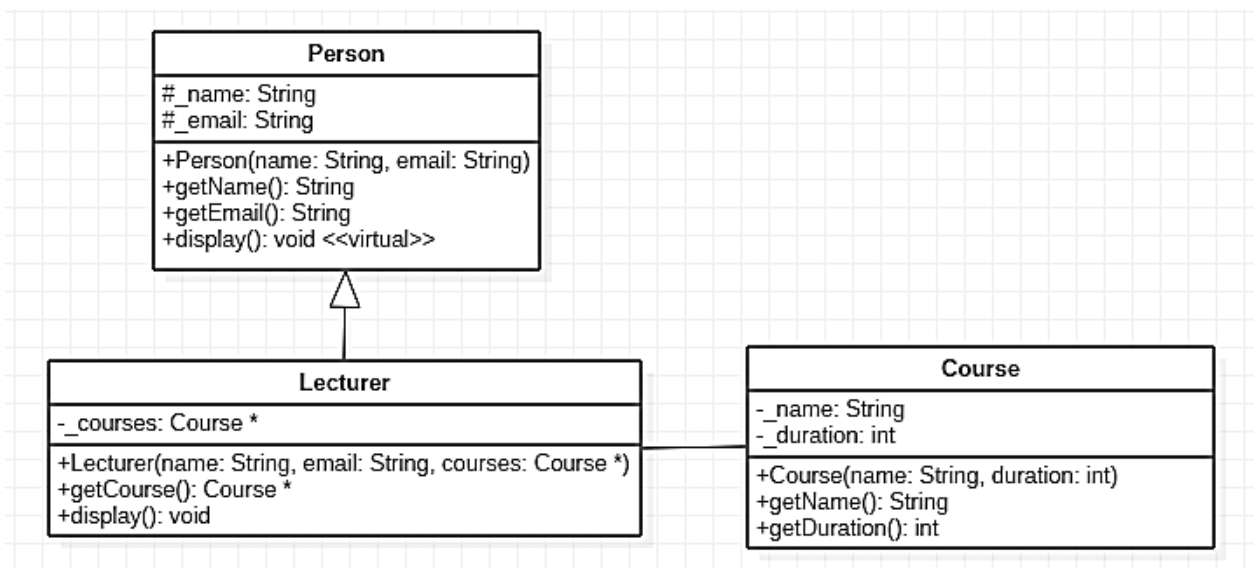 Person
#_name: String
#_email: String
+Person(name: String, email: String)
+getName(): String
+getEmail(): String
+display(): void <<virtual>>
Lecturer
-_courses: Course *
+Lecturer(name: String, email: String, courses: Course *)
+getCourse(): Course *
+display(): void
Course
-_name: String
-_duration: int
+Course(name: String, duration: int)
+getName(): String
+getDuration(): int